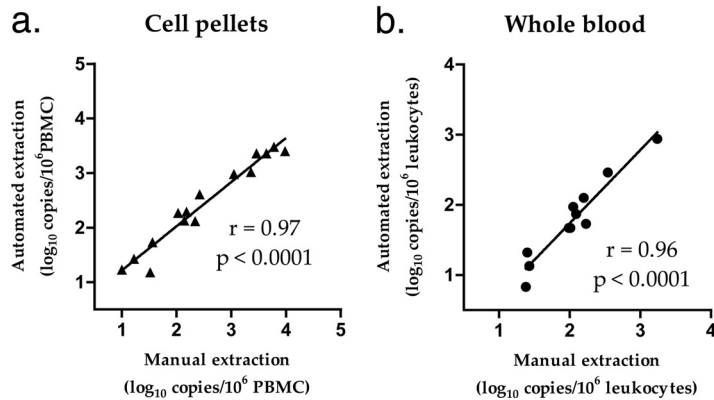 a.
Cell pellets
Automated extraction
(log10 copies/10^6PBMC)
5
4
3
2
1
r = 0.97
p < 0.0001
1 2 3 4 5
Manual extraction
(log10 copies/10^6 PBMC)
b.
Whole blood
Automated extraction
(log10 copies/10^6 leukocytes)
4
3
2
1
r = 0.96
p < 0.0001
1 2 3 4
Manual extraction
(log10 copies/10^6 leukocytes)